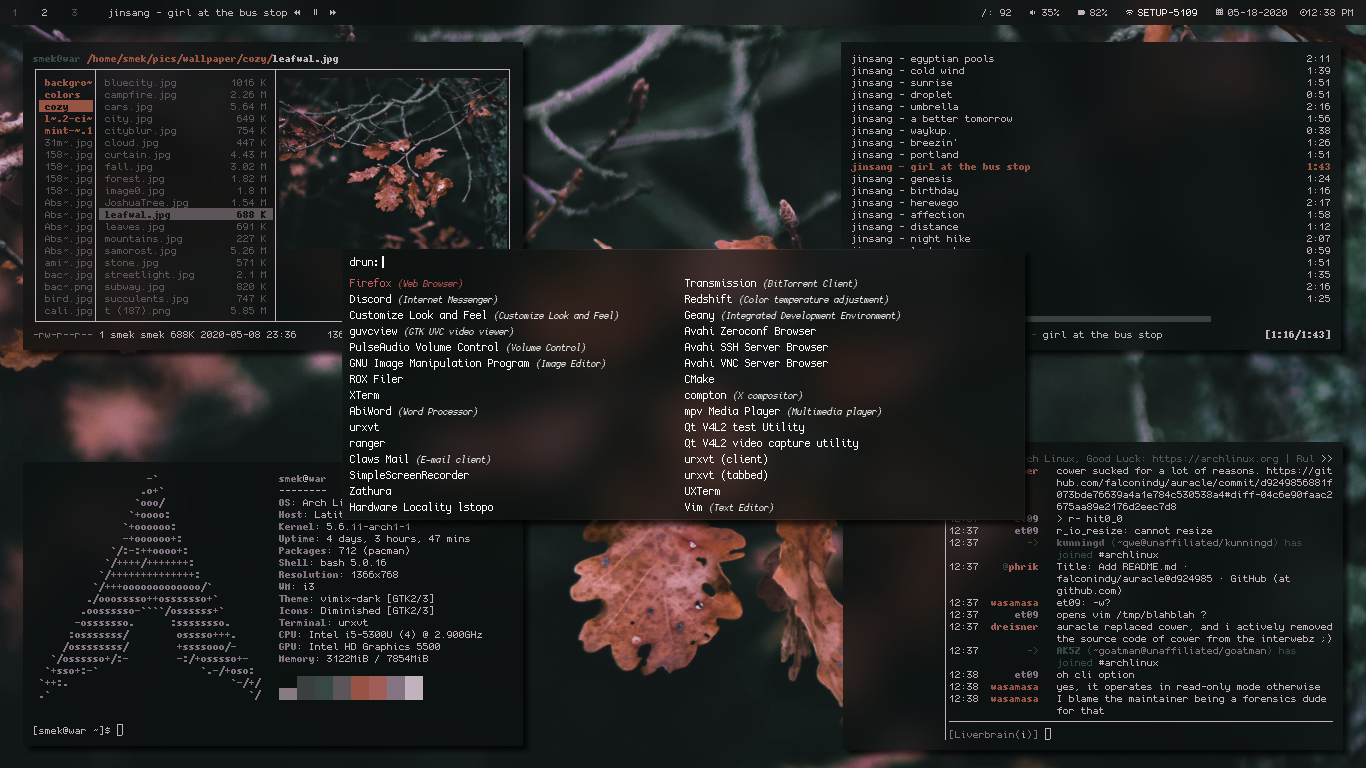 1 2 3 jinsang - girl at the bus stop
/: 92 35% 82% SETUP-5109 05-18-2020 12:38 PM
smek@war /home/smek/pics/wallpaper/cozy/leafwal.jpg
backgro~ bluecity.jpg 1016 K
colors campfire.jpg 2.26 M
cozy cars.jpg 5.64 M
l~.2-ci~ city.jpg 649 K
mint-~.1 cityblur.jpg 754 K
31m~.jpg cloud.jpg 447 K
158~.jpg curtain.jpg 4.43 M
158~.jpg fall.jpg 3.02 M
158~.jpg forest.jpg 1.82 M
158~.jpg image0.jpg 1.8 M
Abs~.jpg JoshuaTree.jpg 1.54 M
Abs~.jpg leafwal.jpg 688 K
Abs~.jpg leaves.jpg 691 K
Abs~.jpg mountains.jpg 227 K
Abs~.jpg samorost.jpg 5.26 M
ami~.jpg stone.jpg 571 K
bac~.jpg streetlight.jpg 2.1 M
bac~.png subway.jpg 820 K
bird.jpg succulents.jpg 747 K
cali.jpg t (187).png 5.85 M
-rw-r--r-- 1 smek smek 688K 2020-05-08 23:36
jinsang - egyptian pools 2:11
jinsang - cold wind 1:39
jinsang - sunrise 1:51
jinsang - droplet 0:51
jinsang - umbrella 2:16
jinsang - a better tomorrow 1:56
jinsang - waykup. 0:38
jinsang - breezin' 1:26
jinsang - portland 1:51
jinsang - girl at the bus stop 1:43
jinsang - genesis 1:24
jinsang - birthday 1:16
jinsang - herewego 2:17
jinsang - affection 1:58
jinsang - distance 1:12
jinsang - night hike 2:07
0:59
1:51
1:35
2:16
1:25
- girl at the bus stop [1:16/1:43]
drun:
Firefox (Web Browser)
Discord (Internet Messenger)
Customize Look and Feel (Customize Look and Feel)
guvcview (GTK UVC video viewer)
PulseAudio Volume Control (Volume Control)
GNU Image Manipulation Program (Image Editor)
ROX Filer
XTerm
AbiWord (Word Processor)
urxvt
ranger
Claws Mail (E-mail client)
SimpleScreenRecorder
Zathura
Hardware Locality lstopo
Transmission (BitTorrent Client)
Redshift (Color temperature adjustment)
Geany (Integrated Development Environment)
Avahi Zeroconf Browser
Avahi SSH Server Browser
Avahi VNC Server Browser
CMake
compton (X compositor)
mpv Media Player (Multimedia player)
Qt V4L2 test Utility
Qt V4L2 video capture utility
urxvt (client)
urxvt (tabbed)
UXTerm
Vim (Text Editor)
smek@war
--------
OS: Arch Li
Host: Latit
Kernel: 5.6.11-arch1-1
Uptime: 4 days, 3 hours, 47 mins
Packages: 712 (pacman)
Shell: bash 5.0.16
Resolution: 1366x768
WM: i3
Theme: vimix-dark [GTK2/3]
Icons: Diminished [GTK2/3]
Terminal: urxvt
CPU: Intel i5-5300U (4) @ 2.900GHz
GPU: Intel HD Graphics 5500
Memory: 3122MiB / 7854MiB
[smek@war ~]$
ch Linux, Good Luck: https://archlinux.org | Rul >>
er cower sucked for a lot of reasons. https://git
hub.com/falconindy/auracle/commit/d9249856881f
073bde76639a4a1e784c530538a4#diff-04c6e90faac2
675aa89e2176d2eec7d8
12:37 et09 > r- hit0_0
12:37 et09 r_io_resize: cannot resize
12:37 -> kunningd (~qwe@unaffiliated/kunningd) has
joined #archlinux
12:37 @phrik Title: Add README.md ·
falconindy/auracle@d924985 · GitHub (at
github.com)
12:37 wasamasa et09: -w?
12:37 et09 opens vim /tmp/blahblah ?
12:37 dreisner auracle replaced cower, and i actively removed
the source code of cower from the interwebz ;)
12:37 -> AK52 (~goatman@unaffiliated/goatman) has
joined #archlinux
12:38 et09 oh cli option
12:38 wasamasa yes, it operates in read-only mode otherwise
12:38 wasamasa I blame the maintainer being a forensics dude
for that
[Liverbrain(i)]